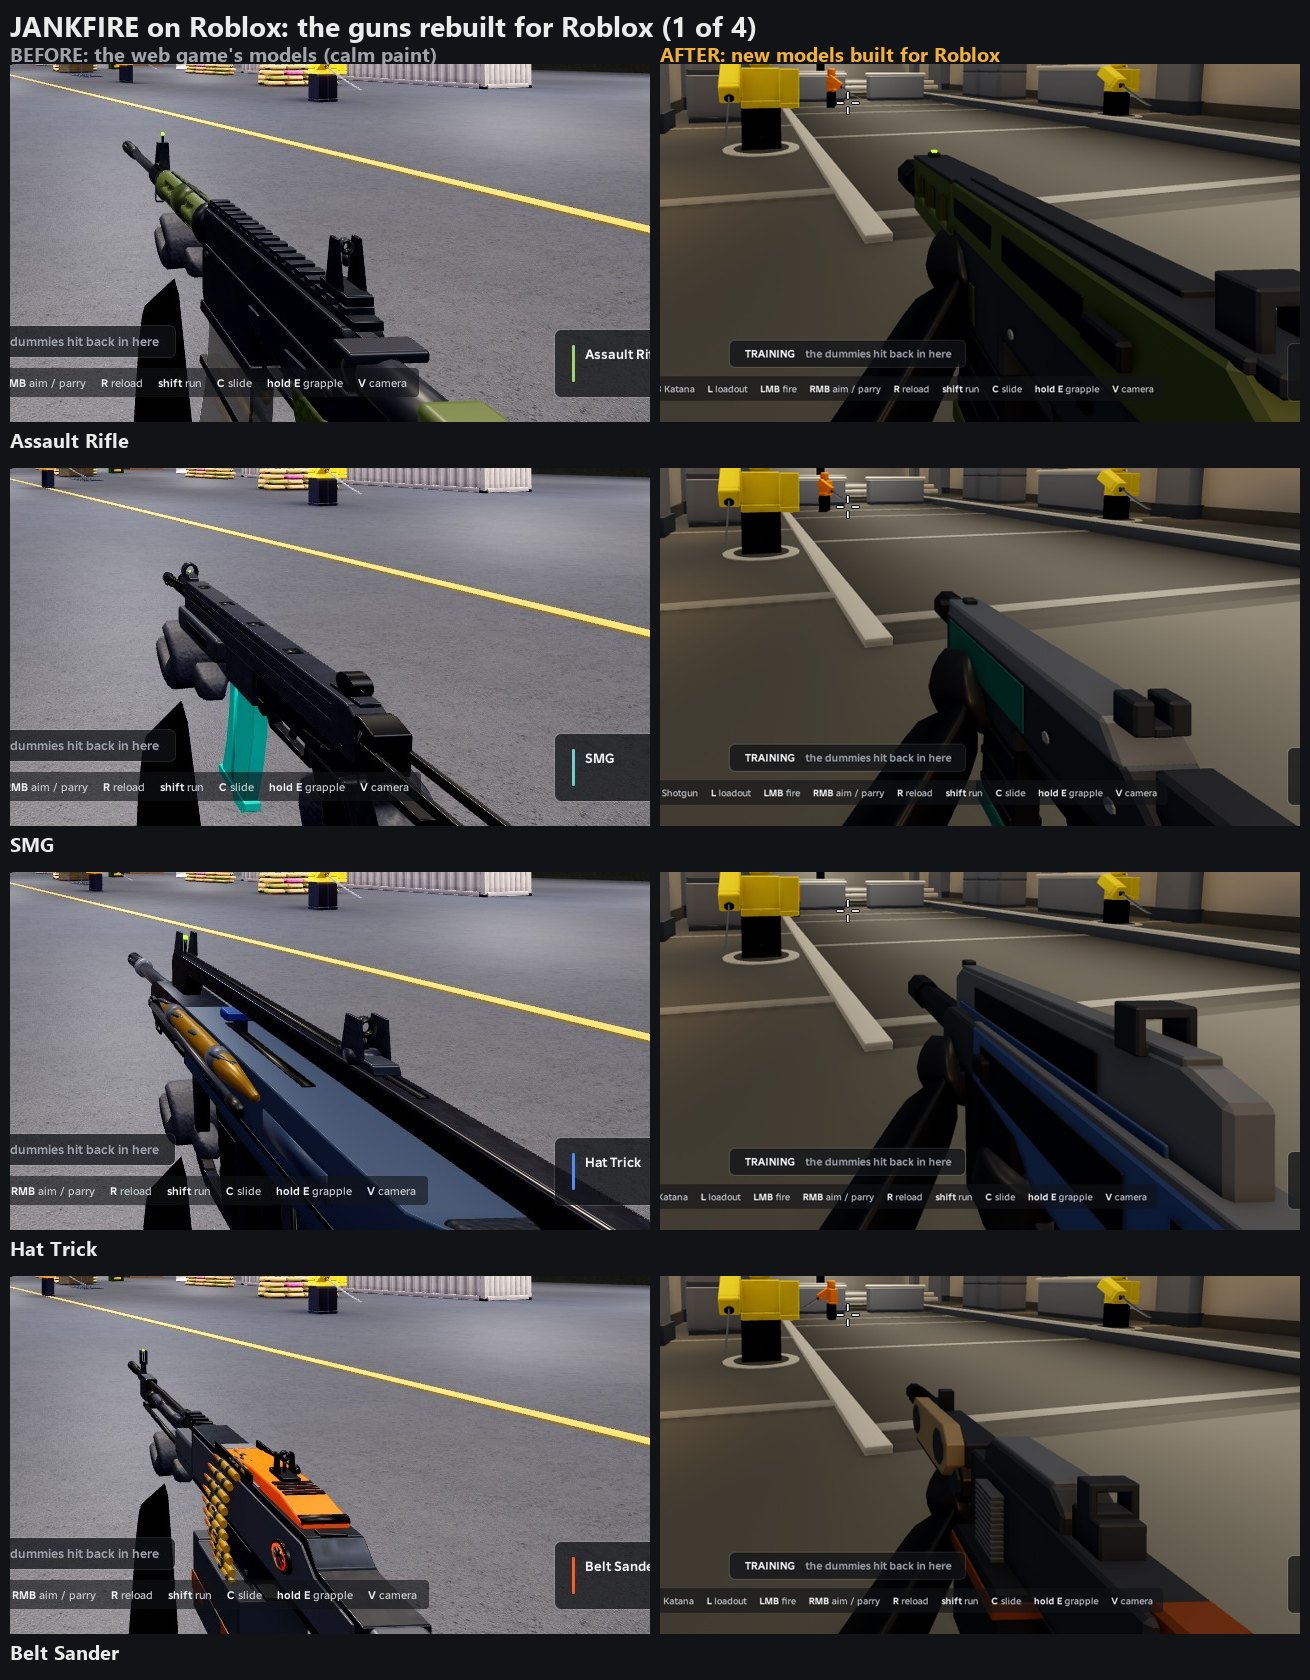 JANKFIRE on Roblox: the guns rebuilt for Roblox (1 of 4)
BEFORE: the web game's models (calm paint)
AFTER: new models built for Roblox
dummies hit back in here
MB aim / parry R reload shift run C slide hold E grapple V camera
Assault Rif
TRAINING the dummies hit back in here
Katana L loadout LMB fire RMB aim / parry R reload shift run C slide hold E grapple V camera
Assault Rifle
dummies hit back in here
MB aim / parry R reload shift run C slide hold E grapple V camera
SMG
TRAINING the dummies hit back in here
Shotgun L loadout LMB fire RMB aim / parry R reload shift run C slide hold E grapple V camera
SMG
dummies hit back in here
RMB aim / parry R reload shift run C slide hold E grapple V camera
Hat Trick
TRAINING the dummies hit back in here
Katana L loadout LMB fire RMB aim / parry R reload shift run C slide hold E grapple V camera
Hat Trick
dummies hit back in here
RMB aim / parry R reload shift run C slide hold E grapple V camera
Belt Sande
TRAINING the dummies hit back in here
Katana L loadout LMB fire RMB aim / parry R reload shift run C slide hold E grapple V camera
Belt Sander